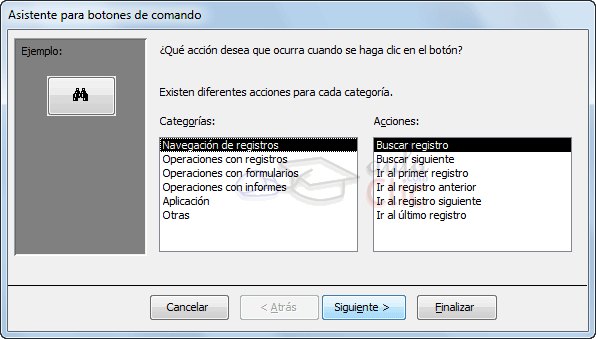 Asistente para botones de comando
Ejemplo:
¿Qué acción desea que ocurra cuando se haga clic en el botón?
Existen diferentes acciones para cada categoría.
Categorías:
Navegación de registros
Operaciones con registros
Operaciones con formularios
Operaciones con informes
Aplicación
Otras
Acciones:
Buscar registro
Buscar siguiente
Ir al primer registro
Ir al registro anterior
Ir al registro siguiente
Ir al último registro
Cancelar
< Atrás
Siguiente >
Finalizar